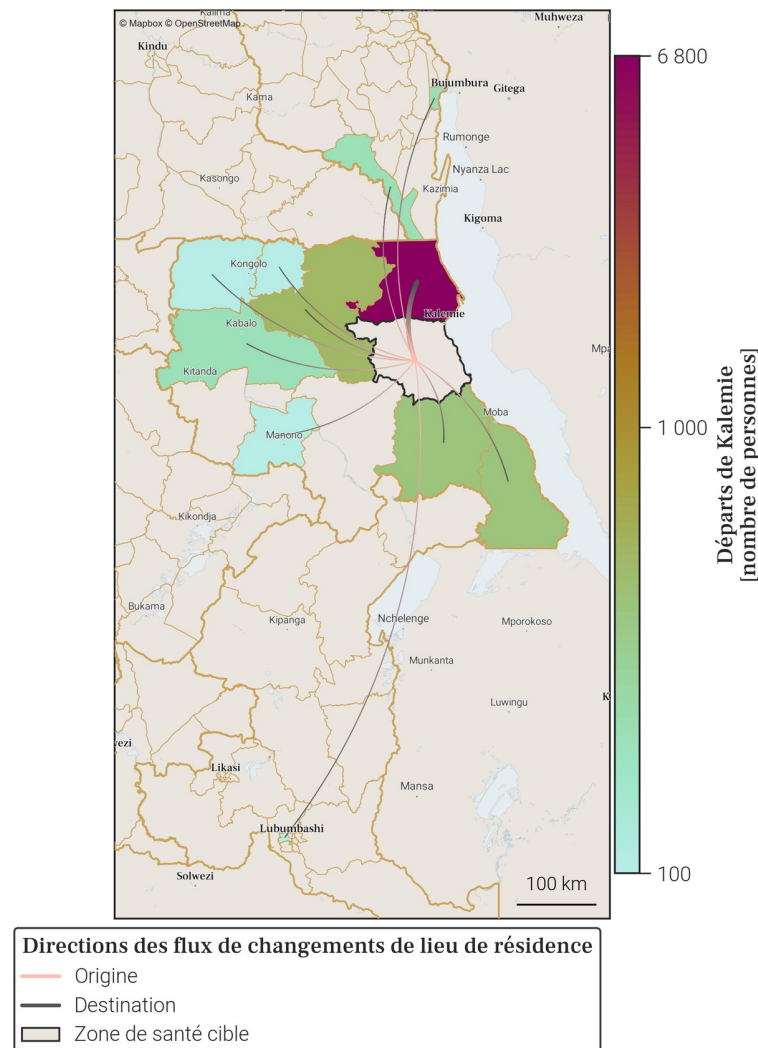 © Mapbox © OpenStreetMap
Kalima
Muhweza
Kindu
Bujumbura
Gitega
Kama
Rumonge
Kasongo
Nyanza Lac
Kazimia
Kigoma
Kongolo
Kalemie
Kabalo
Kitanda
Moba
Manono
Kikondja
Bukama
Kipanga
Nchelenge
Mporokoso
Munkanta
Luwingu
Likasi
Mansa
Lubumbashi
Solwezi
100 km
6 800
1 000
100
Départs de Kalemie
[nombre de personnes]
Directions des flux de changements de lieu de résidence
Origine
Destination
Zone de santé cible